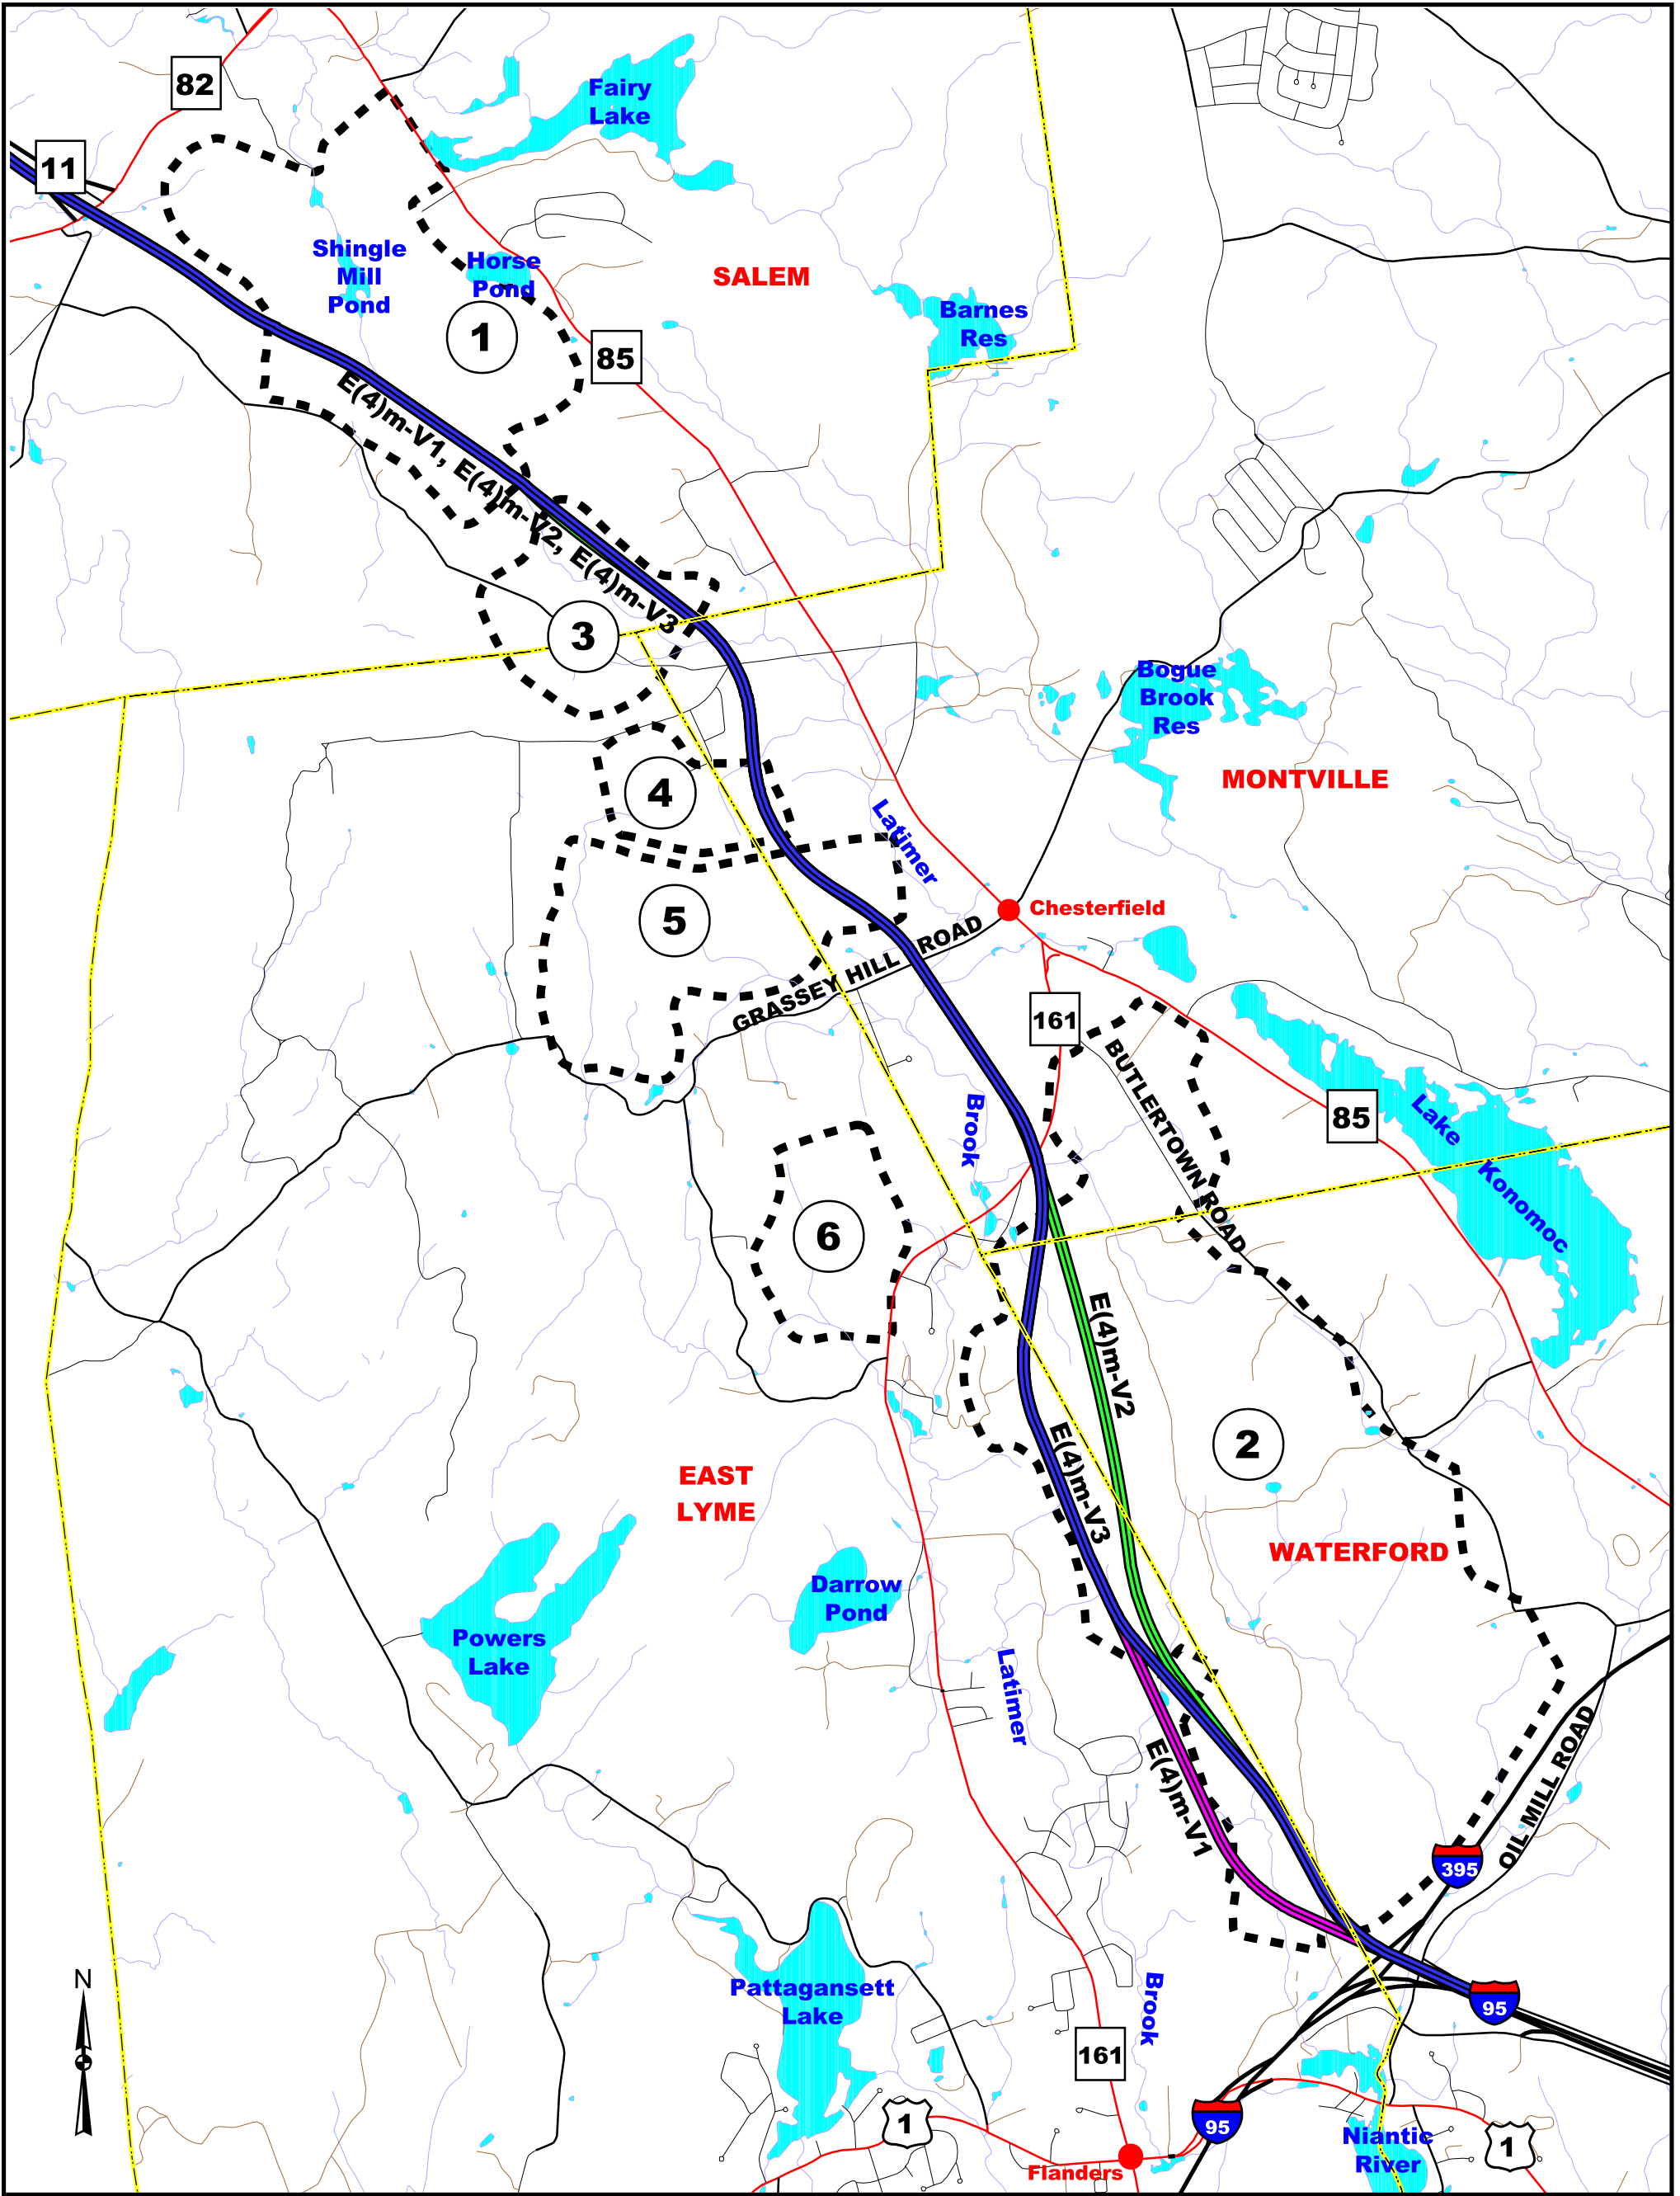 82
Fairy
Lake
11
Shingle
Mill
Pond
Horse
Pond
SALEM
Barnes
Res
1
85
E(4)m-V1, E(4)m-V2, E(4)m-V3
3
Bogue
Brook
Res
MONTVILLE
4
Latimer
5
Chesterfield
GRASSEY HILL ROAD
161
BUTLERTOWN ROAD
Brook
85
Lake Konomoc
6
E(4)m-V2
2
E(4)m-V3
EAST
LYME
WATERFORD
Darrow
Pond
Powers
Lake
Latimer
E(4)m-V1
OIL MILL ROAD
395
N
Pattagansett
Lake
Brook
95
161
1
95
Niantic
River
1
Flanders